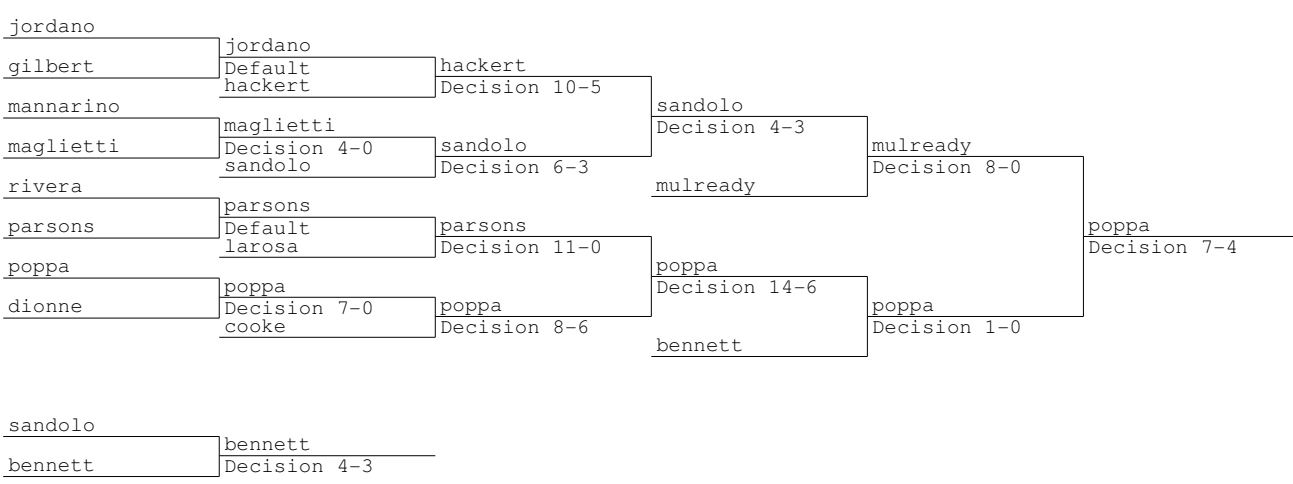 jordano
gilbert
mannarino
maglietti
rivera
parsons
poppa
dionne
jordano
Default
hackert
maglietti
Decision 4-0
sandolo
parsons
Default
larosa
poppa
Decision 7-0
cooke
hackert
Decision 10-5
sandolo
Decision 6-3
parsons
Decision 11-0
poppa
Decision 8-6
sandolo
Decision 4-3
mulready
poppa
Decision 14-6
bennett
mulready
Decision 8-0
poppa
Decision 1-0
poppa
Decision 7-4
sandolo
bennett
bennett
Decision 4-3